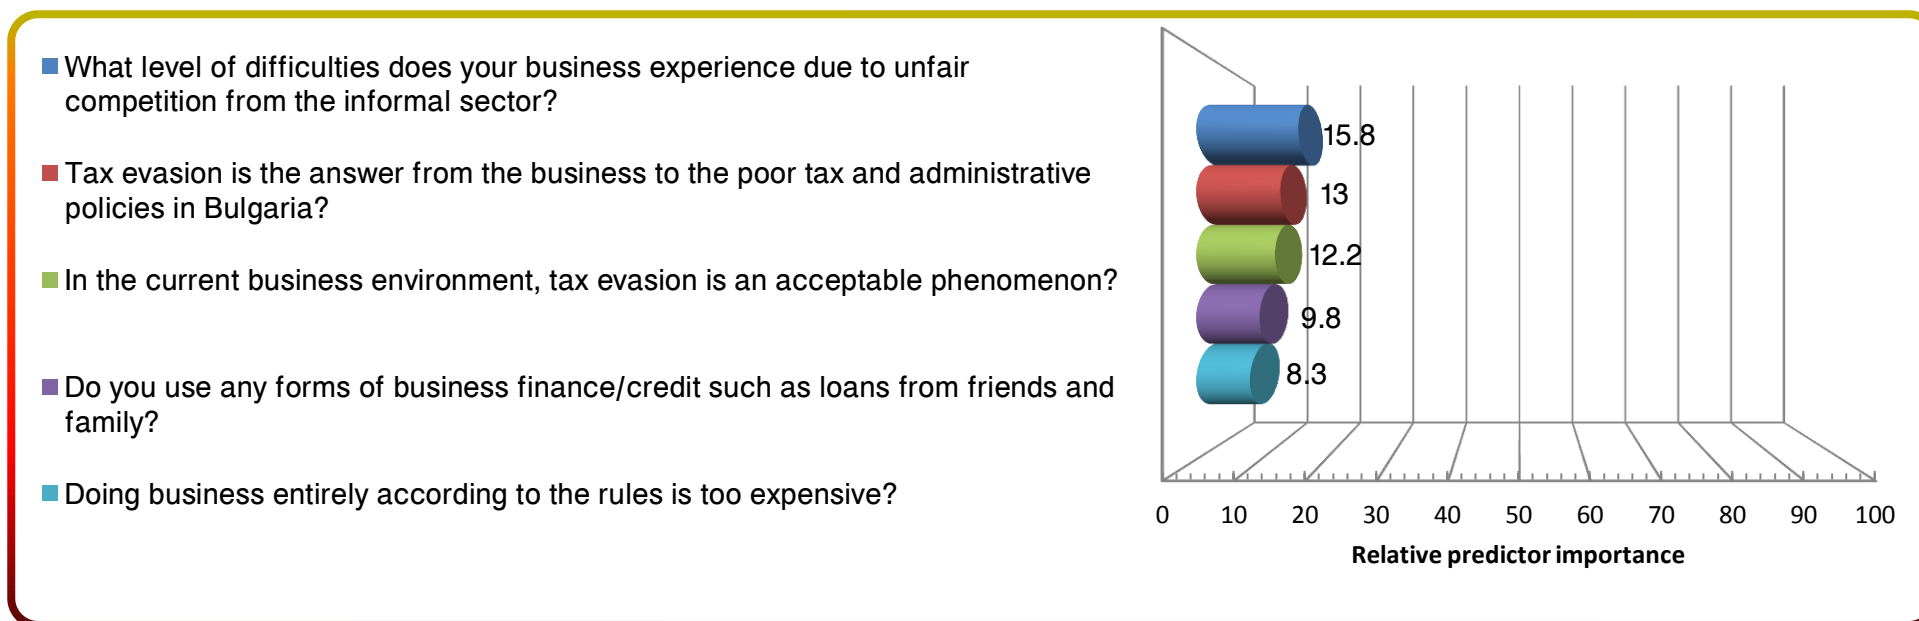 What level of difficulties does your business experience due to unfair
competition from the informal sector?
Tax evasion is the answer from the business to the poor tax and administrative
policies in Bulgaria?
In the current business environment, tax evasion is an acceptable phenomenon?
Do you use any forms of business finance/credit such as loans from friends and
family?
Doing business entirely according to the rules is too expensive?
15.8
13
12.2
9.8
8.3
0 10 20 30 40 50 60 70 80 90 100
Relative predictor importance